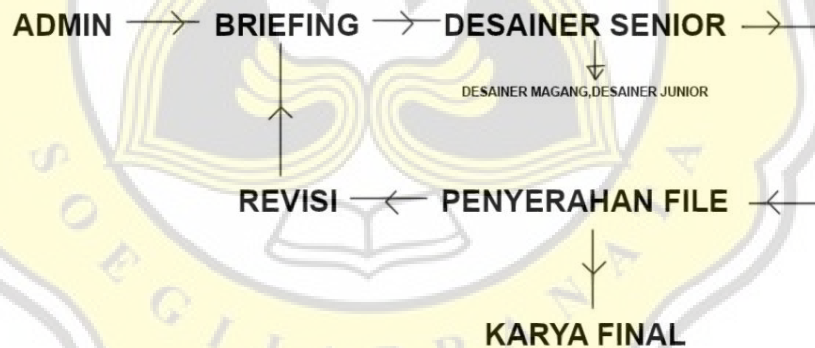 ADMIN BRIEFING DESAINER SENIOR
DESAINER MAGANG,DESAINER JUNIOR
REVISI PENYERAHAN FILE
KARYA FINAL